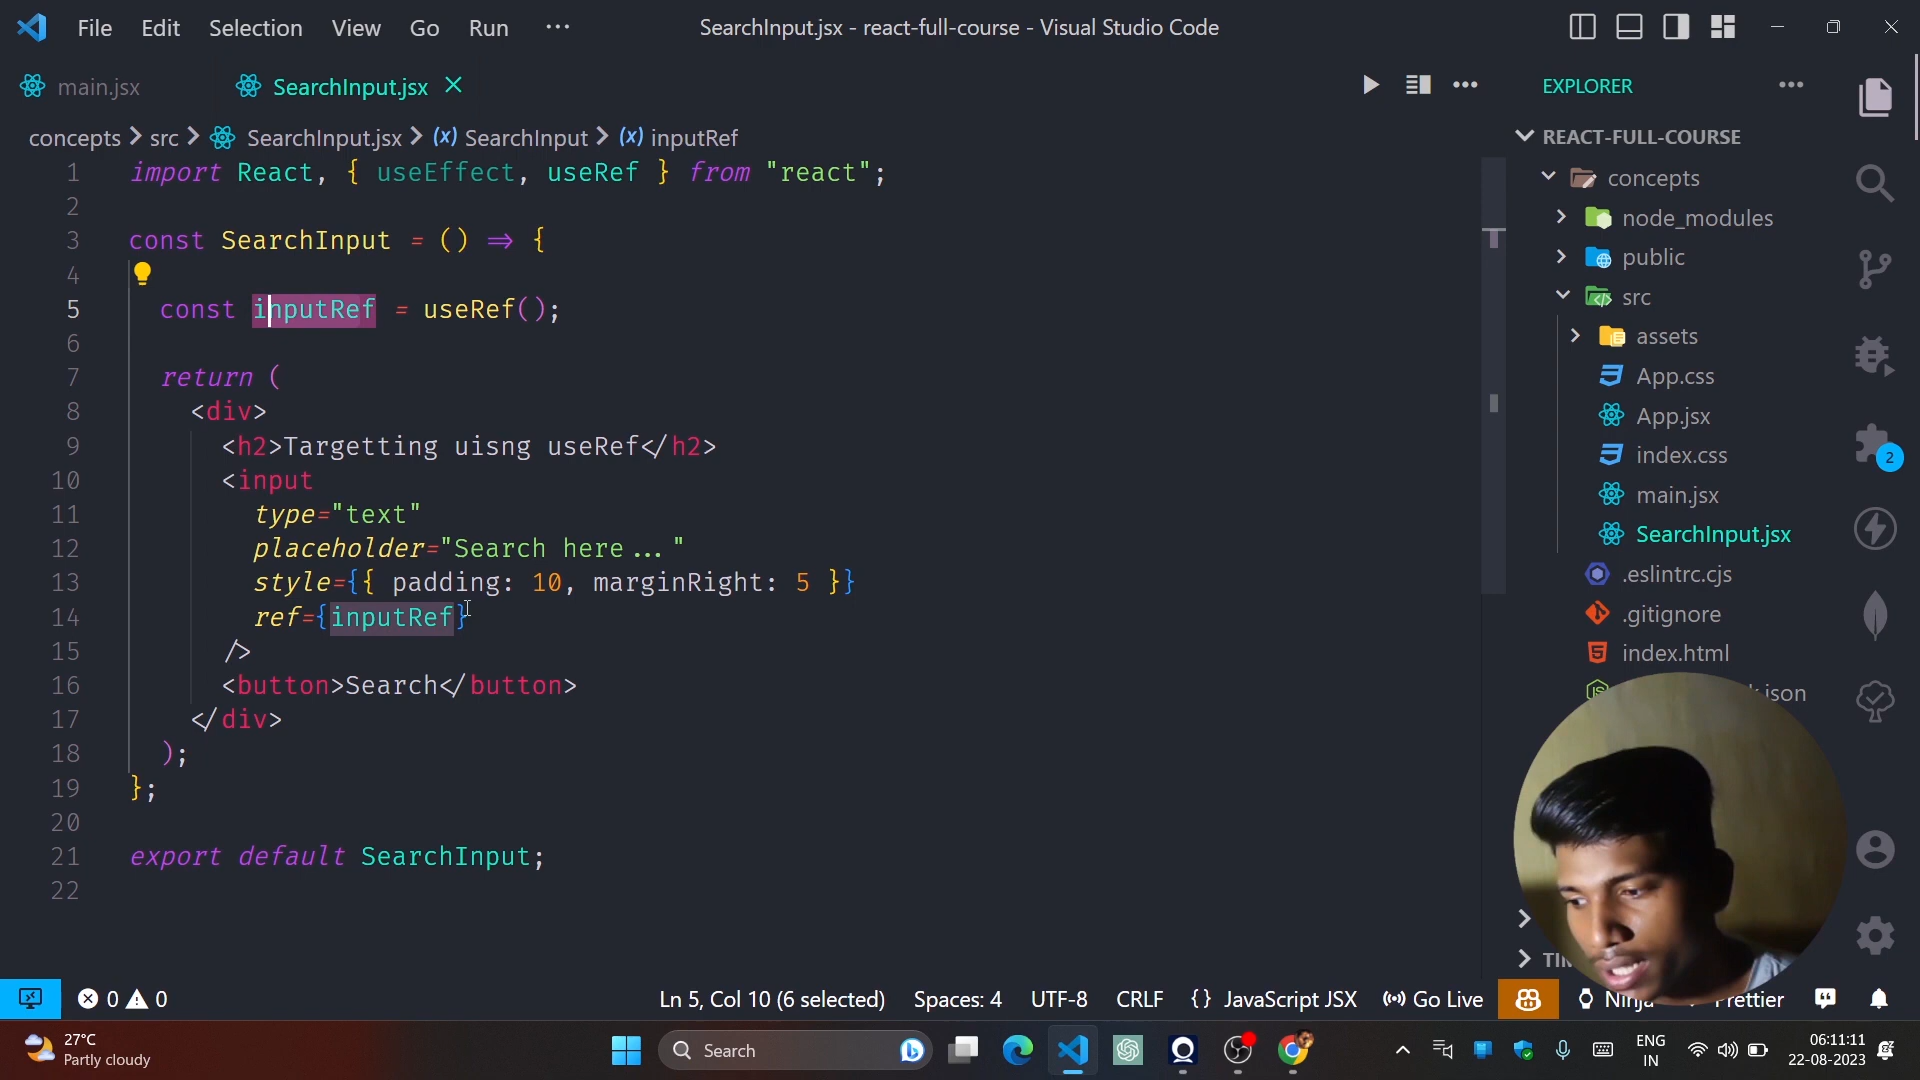 File Edit Selection View Go Run ··· SearchInput.jsx - react-full-course - Visual Studio Code
main.jsx SearchInput.jsx
concepts > src > SearchInput.jsx > SearchInput > inputRef
1 import React, { useEffect, useRef } from "react";
2
3 const SearchInput = () => {
4
5 const inputRef = useRef();
6
7 return (
8 <div>
9 <h2>Targetting uisng useRef</h2>
10 <input
11 type="text"
12 placeholder="Search here..."
13 style={{ padding: 10, marginRight: 5 }}
14 ref={inputRef}
15 />
16 <button>Search</button>
17 </div>
18 );
19 };
20
21 export default SearchInput;
22
EXPLORER
REACT-FULL-COURSE
concepts
node_modules
public
src
assets
App.css
App.jsx
index.css
main.jsx
SearchInput.jsx
.eslintrc.cjs
.gitignore
index.html
2
0 0 Ln 5, Col 10 (6 selected) Spaces: 4 UTF-8 CRLF {} JavaScript JSX Go Live Ninja Prettier
27°C
Partly cloudy
Search
ENG
IN
06:11:11
22-08-2023